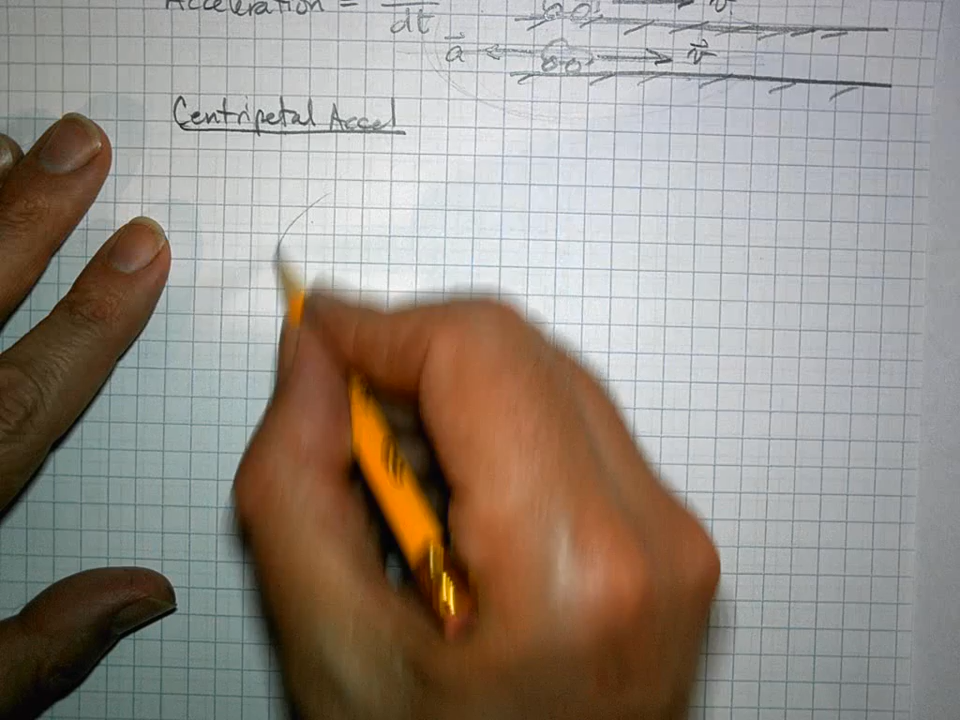 Acceleration =
dt
v
a v
Centripetal Accel